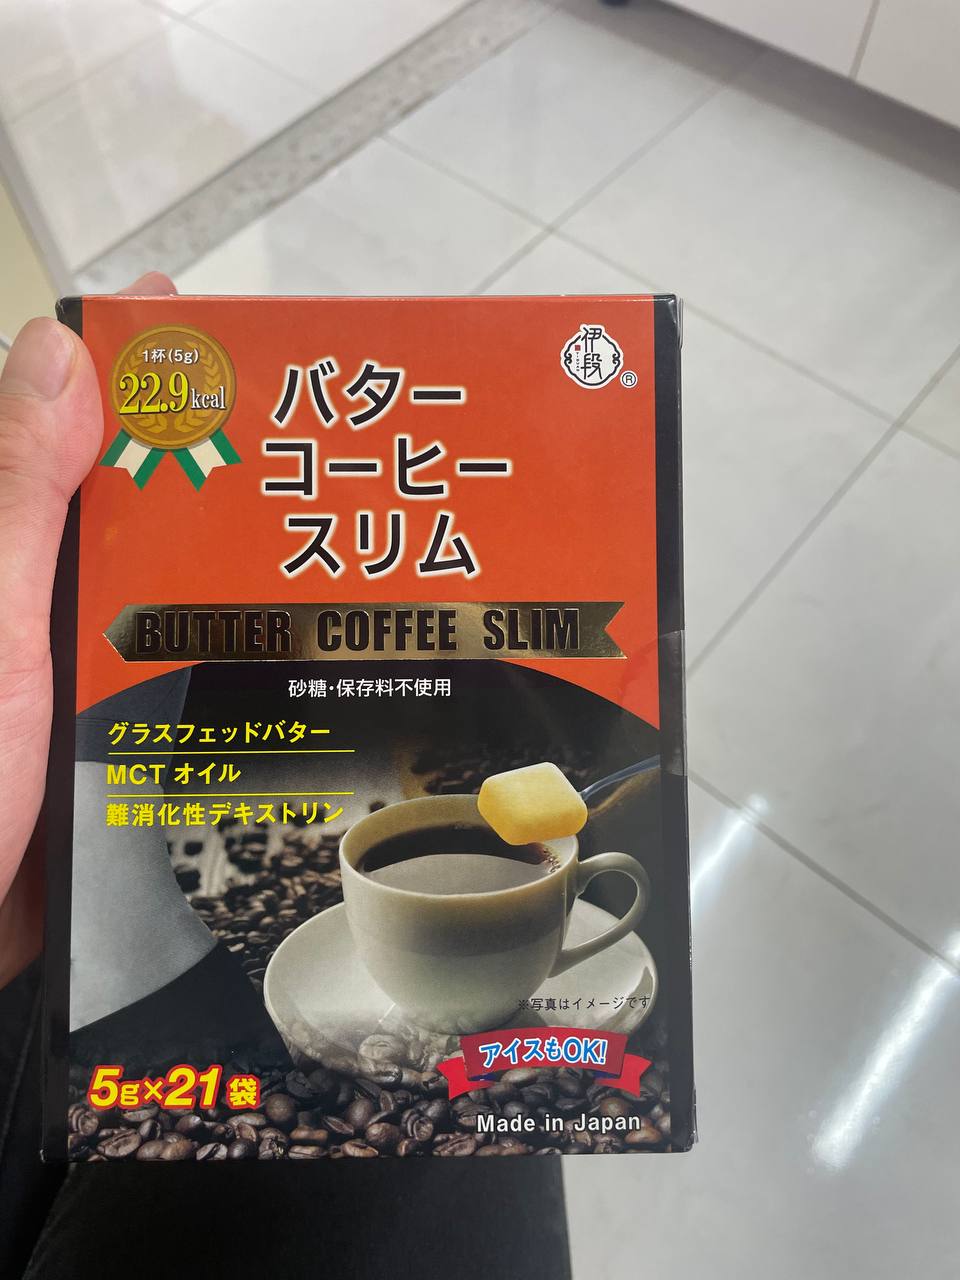 1杯(5g)
22.9kcal
伊段
®
バター
コーヒー
スリム
BUTTER COFFEE SLIM
砂糖・保存料不使用
グラスフェッドバター
MCT オイル
難消化性デキストリン
※写真はイメージです
アイスもOK!
5g×21袋
Made in Japan